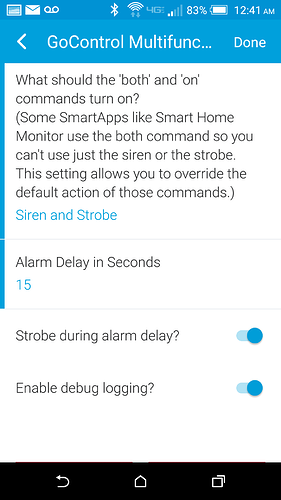 4G LTE 83% 12:41 AM
GoControl Multifunc... Done
What should the 'both' and 'on'
commands turn on?
(Some SmartApps like Smart Home
Monitor use the both command so you
can't use just the siren or the strobe.
This setting allows you to override the
default action of those commands.)
Siren and Strobe
Alarm Delay in Seconds
15
Strobe during alarm delay?
Enable debug logging?